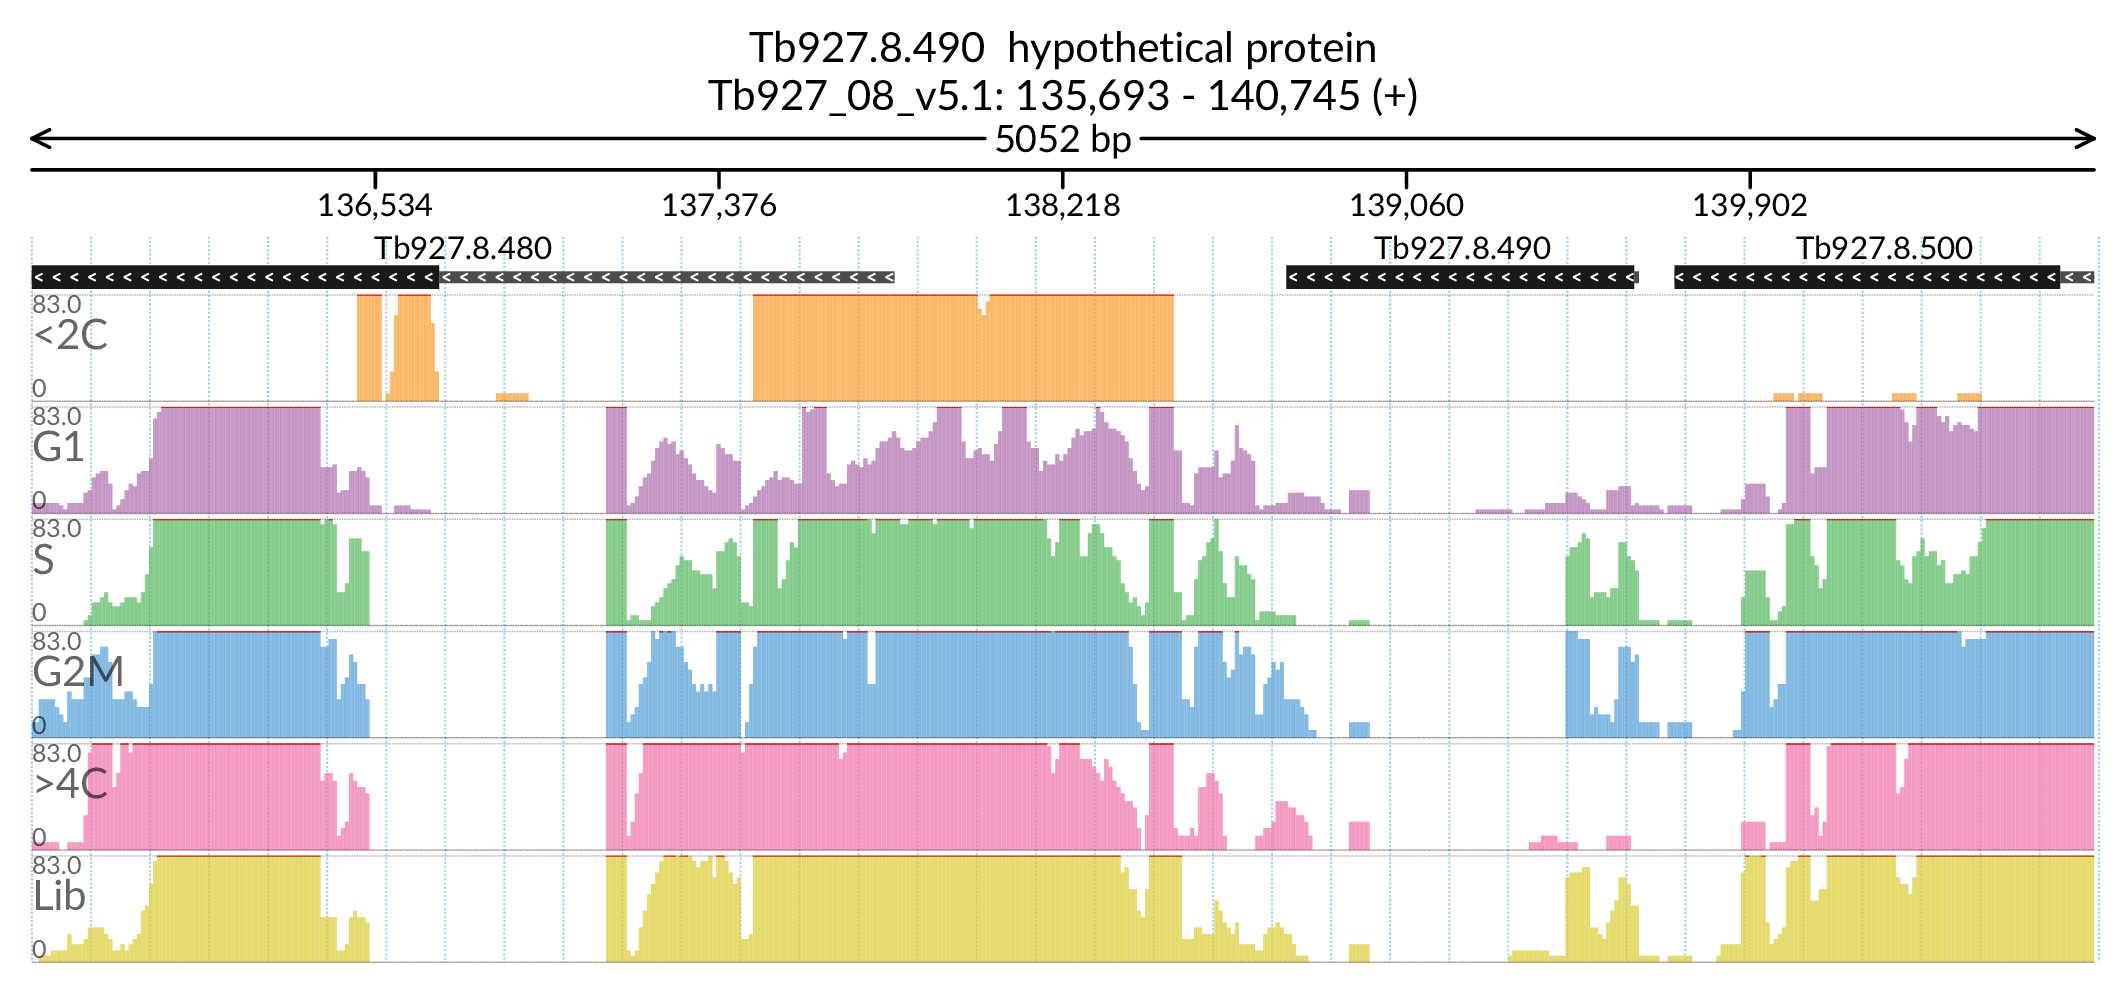 Tb927.8.490 hypothetical protein
Tb927_08_v5.1: 135,693 - 140,745 (+)
5052 bp
136,534 137,376 138,218 139,060 139,902
Tb927.8.480 Tb927.8.490 Tb927.8.500
83.0
<2C
0
83.0
G1
0
83.0
S
0
83.0
G2M
0
83.0
>4C
0
83.0
Lib
0